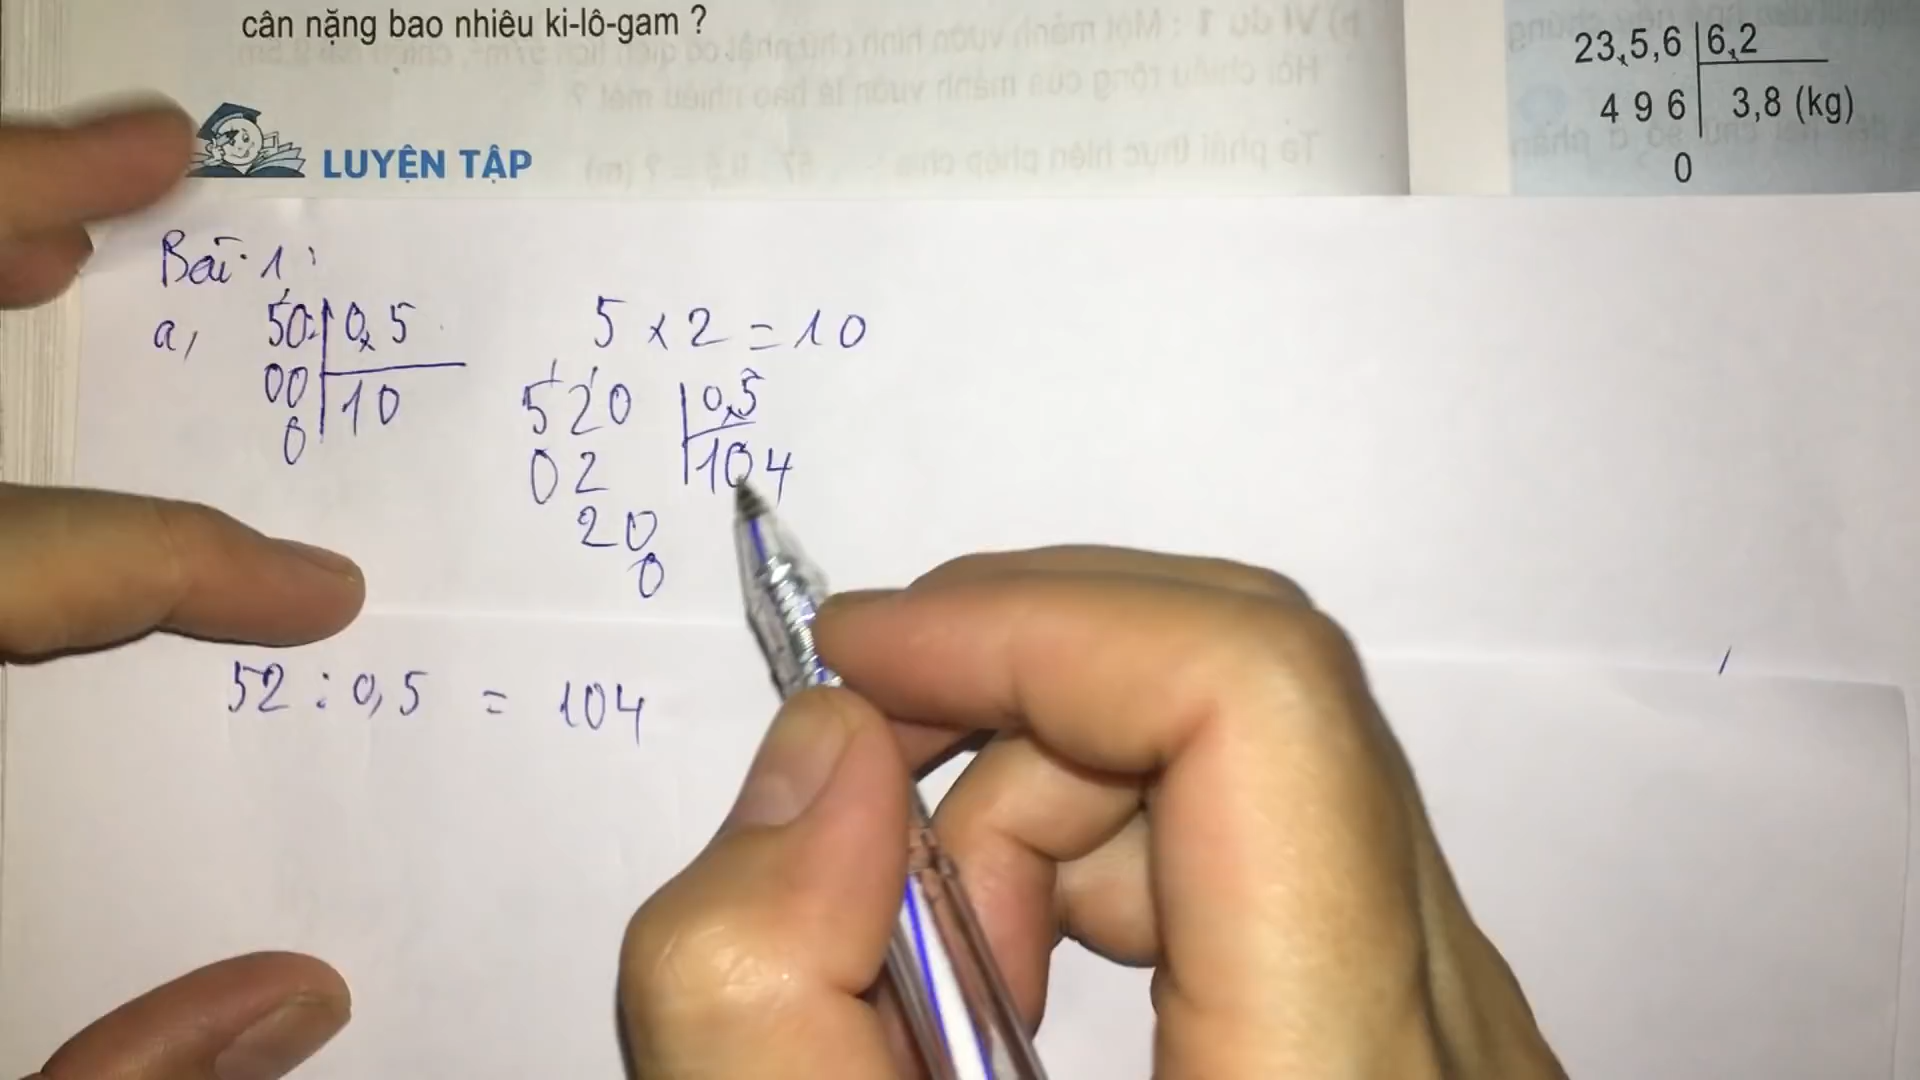 cân nặng bao nhiêu ki-lô-gam ?
23,5,6 6,2
4 9 6 3,8 (kg)
0
LUYỆN TẬP
Bài 1:
a, 50 0,5
00 10
0
5 x 2 = 10
520 0,5
02 104
20
0
52 : 0,5 = 104